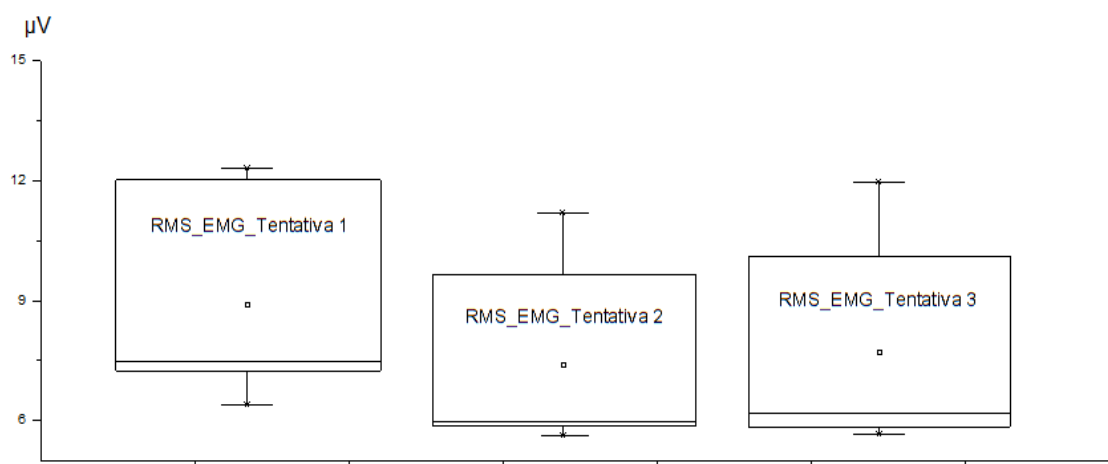 µV
15
12
RMS_EMG_Tentativa 1
9
RMS_EMG_Tentativa 2
RMS_EMG_Tentativa 3
6